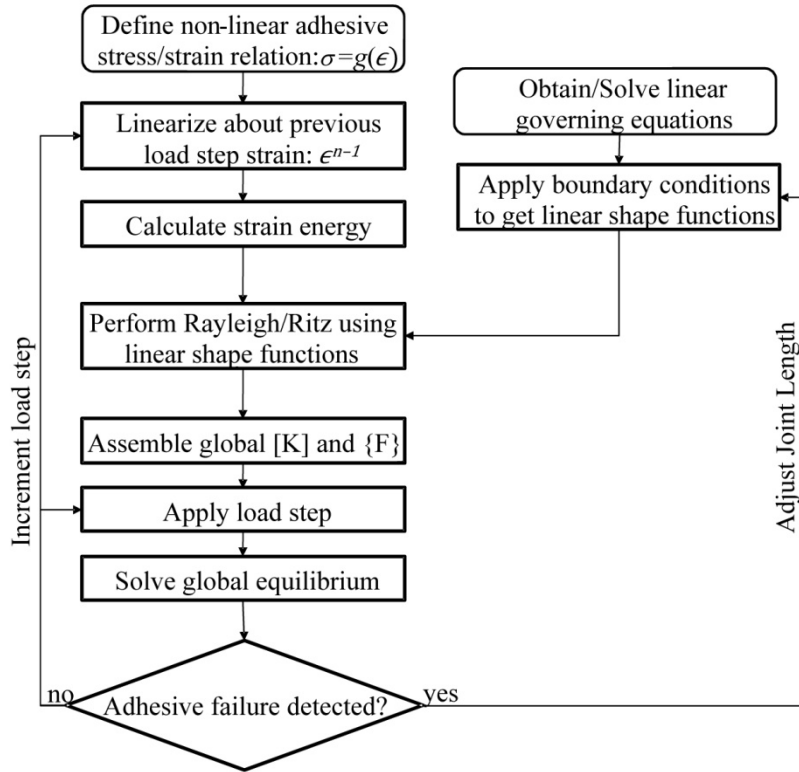 Define non-linear adhesive
stress/strain relation:σ=g(ϵ)
Linearize about previous
load step strain: ϵⁿ⁻¹
Calculate strain energy
Perform Rayleigh/Ritz using
linear shape functions
Assemble global [K] and {F}
Apply load step
Solve global equilibrium
Adhesive failure detected?
no
yes
Increment load step
Obtain/Solve linear
governing equations
Apply boundary conditions
to get linear shape functions
Adjust Joint Length